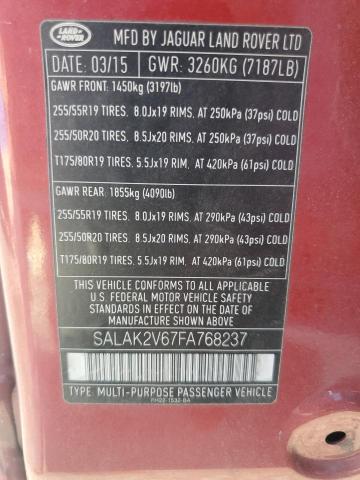 LAND ROVER
MFD BY JAGUAR LAND ROVER LTD
DATE: 03/15 GWR: 3260KG (7187LB)
GAWR FRONT: 1450kg (3197lb)
255/55R19 TIRES, 8.0Jx19 RIMS, AT 250kPa (37psi) COLD
255/50R20 TIRES, 8.5Jx20 RIMS, AT 250kPa (37psi) COLD
T175/80R19 TIRES, 5.5Jx19 RIM, AT 420kPa (61psi) COLD
GAWR REAR: 1855kg (4090lb)
255/55R19 TIRES, 8.0Jx19 RIMS, AT 290kPa (43psi) COLD
255/50R20 TIRES, 8.5Jx20 RIMS, AT 290kPa (43psi) COLD
T175/80R19 TIRES, 5.5Jx19 RIM, AT 420kPa (61psi) COLD
THIS VEHICLE CONFORMS TO ALL APPLICABLE
U.S. FEDERAL MOTOR VEHICLE SAFETY
STANDARDS IN EFFECT ON THE DATE OF
MANUFACTURE SHOWN ABOVE
SALAK2V67FA768237
TYPE: MULTI-PURPOSE PASSENGER VEHICLE
PH22-1532-BA